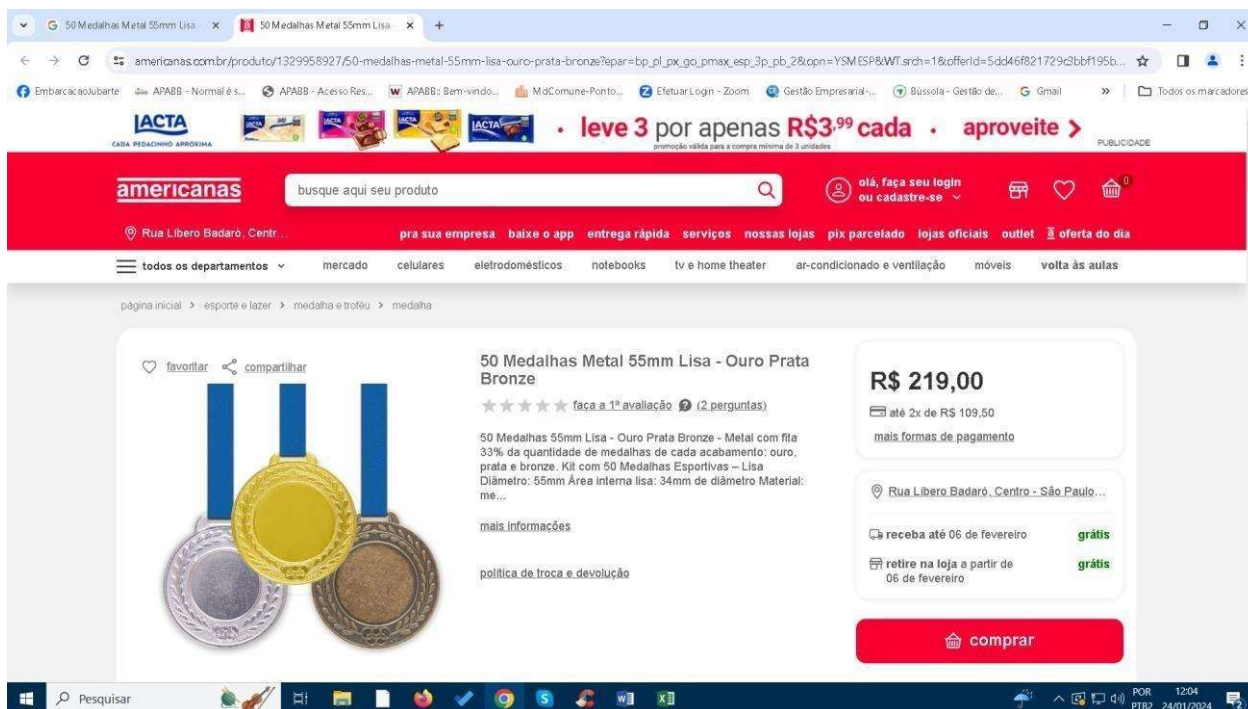 50 Medalhas Metal 55mm Lisa -
50 Medalhas Metal 55mm Lisa -
americanas.com.br/produto/1329958927/50-medalhas-metal-55mm-lisa-ouro-prata-bronze?epar=bp_pl_px_go_pmax_esp_3p_pb_2&opn=YSMESP&WT.srch=1&offerId=5dd46f821729c3bbf195b...
EmbarcacaoJubarte
APABB - Normal é s...
APABB - Acesso Res...
APABB:: Bem-vindo...
MdComune-Ponto...
Efetuar Login - Zoom
Gestão Empresarial-...
Bússola - Gestão de...
Gmail
Todos os marcadores
LACTA
CADA PEDACINHO APROXIMA
LACTA
LACTA
LACTA
LACTA
leve 3 por apenas R$3,99 cada
aproveite >
promoção válida para a compra mínima de 3 unidades
PUBLICIDADE
americanas
busque aqui seu produto
olá, faça seu login
ou cadastre-se
0
Rua Líbero Badaró, Centr...
pra sua empresa baixe o app entrega rápida serviços nossas lojas pix parcelado lojas oficiais outlet oferta do dia
todos os departamentos mercado celulares eletrodomésticos notebooks tv e home theater ar-condicionado e ventilação móveis volta às aulas
página inicial > esporte e lazer > medalha e troféu > medalha
favoritar compartilhar
50 Medalhas Metal 55mm Lisa - Ouro Prata
Bronze
faça a 1ª avaliação (2 perguntas)
50 Medalhas 55mm Lisa - Ouro Prata Bronze - Metal com fita
33% da quantidade de medalhas de cada acabamento: ouro,
prata e bronze. Kit com 50 Medalhas Esportivas – Lisa
Diâmetro: 55mm Área interna lisa: 34mm de diâmetro Material:
me...
mais informações
política de troca e devolução
R$ 219,00
até 2x de R$ 109,50
mais formas de pagamento
Rua Líbero Badaró, Centro - São Paulo...
receba até 06 de fevereiro grátis
retire na loja a partir de grátis
06 de fevereiro
comprar
Pesquisar
POR
PTB2
12:04
24/01/2024